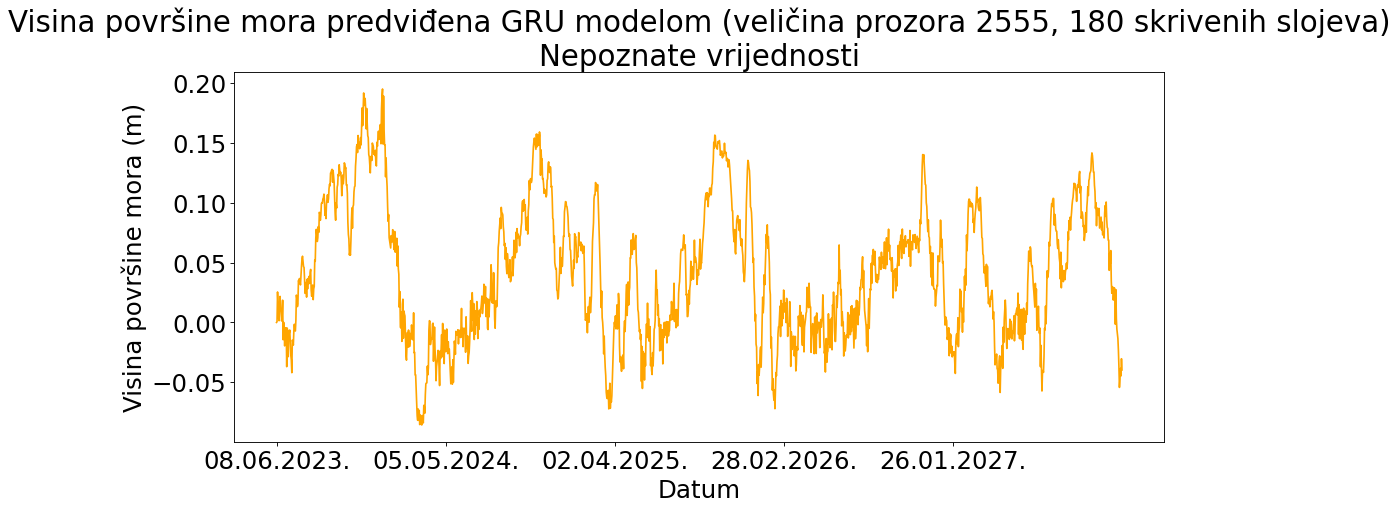 Visina površine mora predviđena GRU modelom (veličina prozora 2555, 180 skrivenih slojeva)
Nepoznate vrijednosti
Visina površine mora (m)
0.20
0.15
0.10
0.05
0.00
−0.05
08.06.2023. 05.05.2024. 02.04.2025. 28.02.2026. 26.01.2027.
Datum